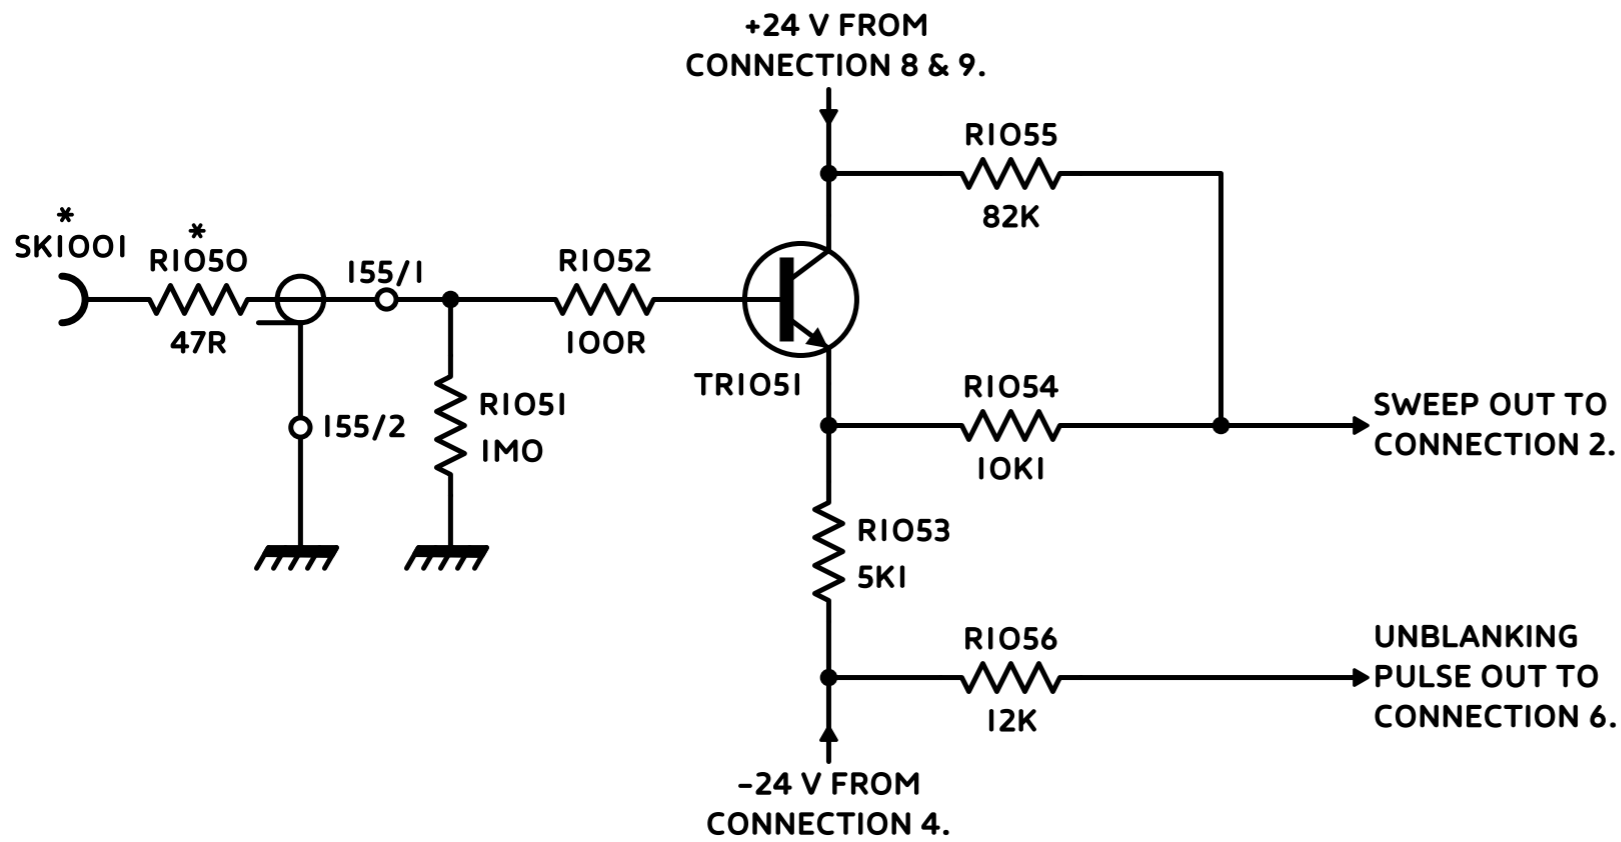 +24 V FROM
CONNECTION 8 & 9.
R1055
82K
*
SK1001
*
R1050
47R
155/1
155/2
R1051
1M0
R1052
100R
TR1051
R1054
10K1
SWEEP OUT TO
CONNECTION 2.
R1053
5K1
R1056
12K
UNBLANKING
PULSE OUT TO
CONNECTION 6.
–24 V FROM
CONNECTION 4.